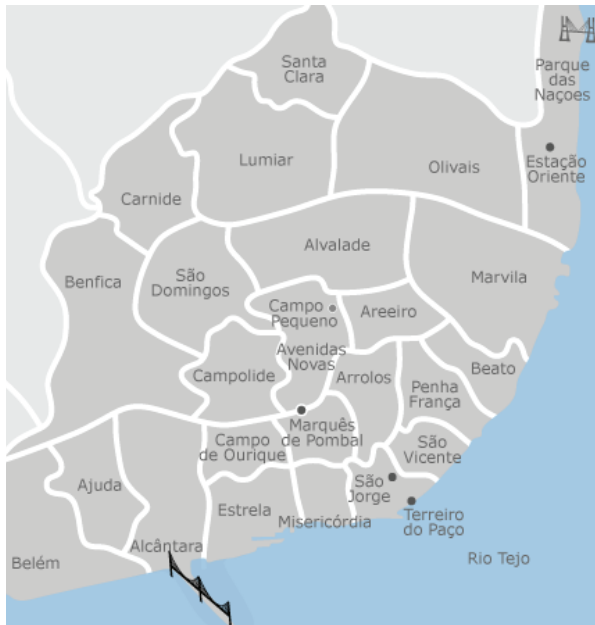 Parque
das
Naçoes
Santa
Clara
Lumiar
Olivais
Estação
Oriente
Carnide
Alvalade
Benfica
São
Domingos
Marvila
Campo
Pequeno
Areeiro
Avenidas
Novas
Campolide
Arrolos
Beato
Penha
França
Marquês
de Pombal
Campo
de Ourique
São
Vicente
Ajuda
São
Jorge
Estrela
Misericórdia
Terreiro
do Paço
Alcântara
Belém
Rio Tejo